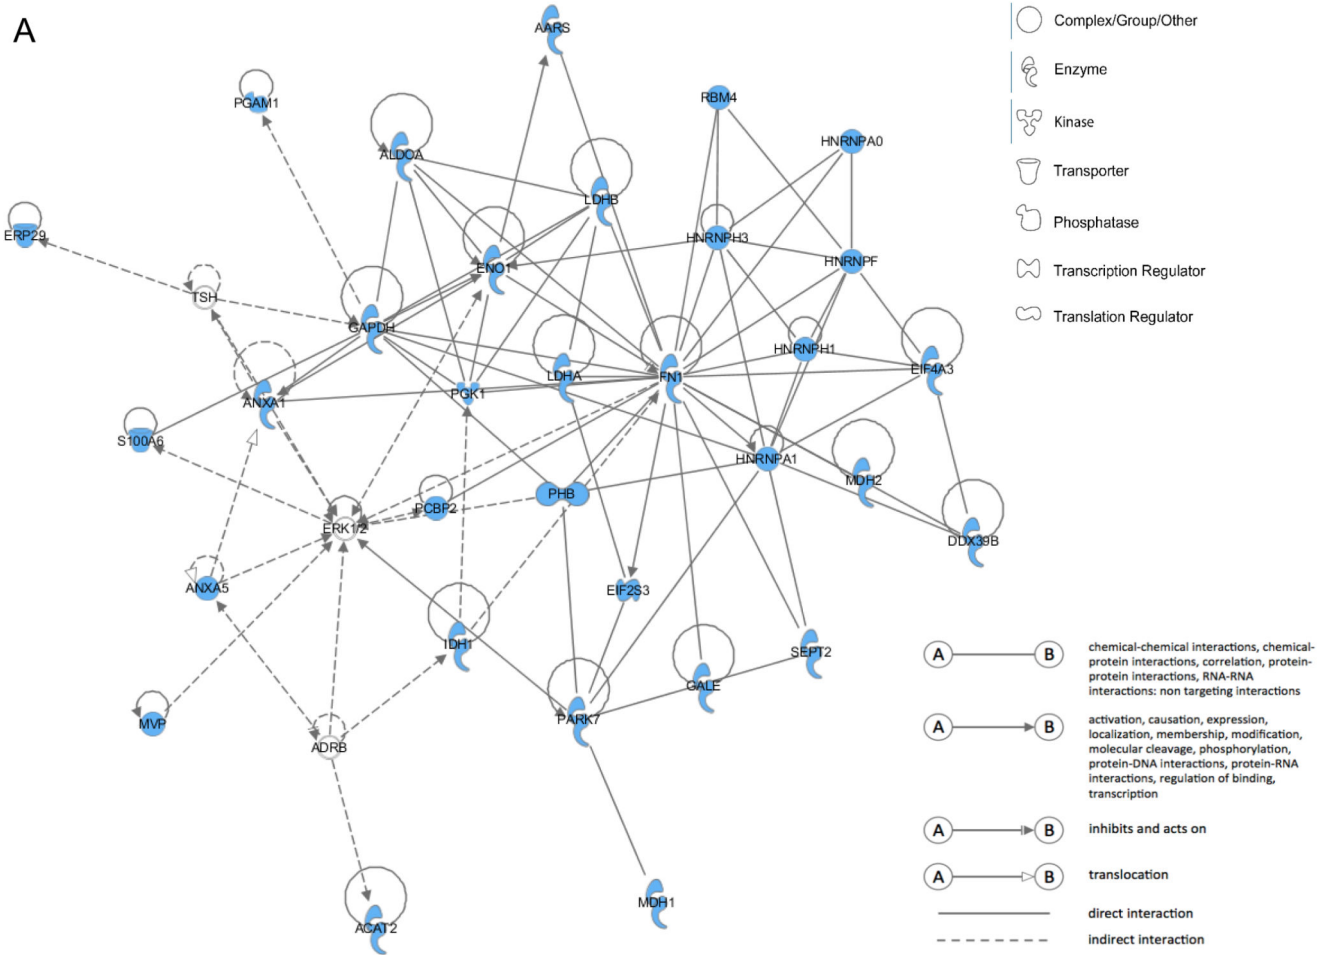 A
AARS
PGAM1
RBM4
HNRNPA0
ALDOA
LDHB
ERP29
HNRNPH3
ENO1
HNRNPF
TSH
GAPDH
HNRNPH1
EIF4A3
LDHA
FN1
PGK1
ANXA1
S100A6
HNRNPA1
MDH2
PHB
PCBP2
ERK1/2
DDX39B
ANXA5
EIF2S3
IDH1
SEPT2
GALE
PARK7
MVP
ADRB
MDH1
ACAT2
Complex/Group/Other
Enzyme
Kinase
Transporter
Phosphatase
Transcription Regulator
Translation Regulator
A B
chemical-chemical interactions, chemical-
protein interactions, correlation, protein-
protein interactions, RNA-RNA
interactions: non targeting interactions
A B
activation, causation, expression,
localization, membership, modification,
molecular cleavage, phosphorylation,
protein-DNA interactions, protein-RNA
interactions, regulation of binding,
transcription
A B
inhibits and acts on
A B
translocation
direct interaction
indirect interaction